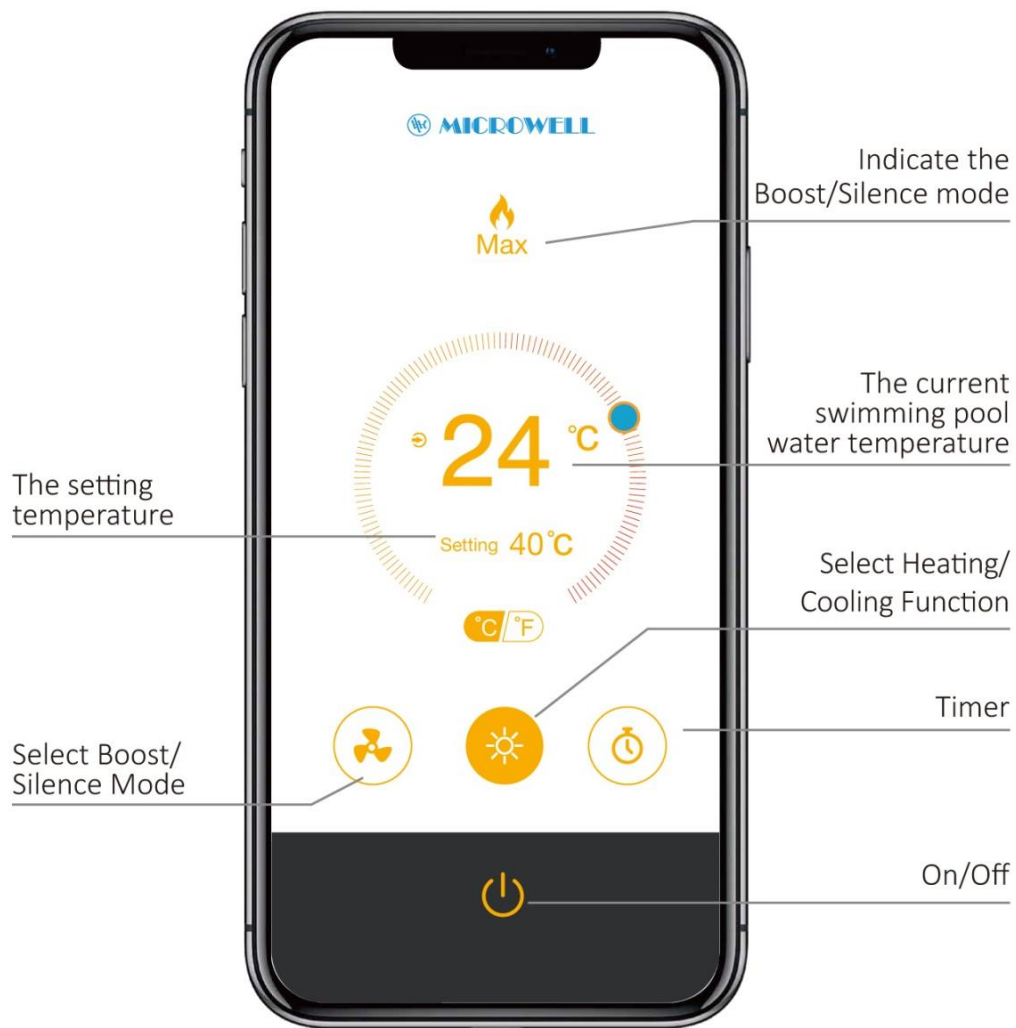 MICROWELL
Indicate the
Boost/Silence mode
Max
The current
swimming pool
water temperature
24 °C
The setting
temperature
Setting 40°C
Select Heating/
Cooling Function
°C °F
Timer
Select Boost/
Silence Mode
On/Off